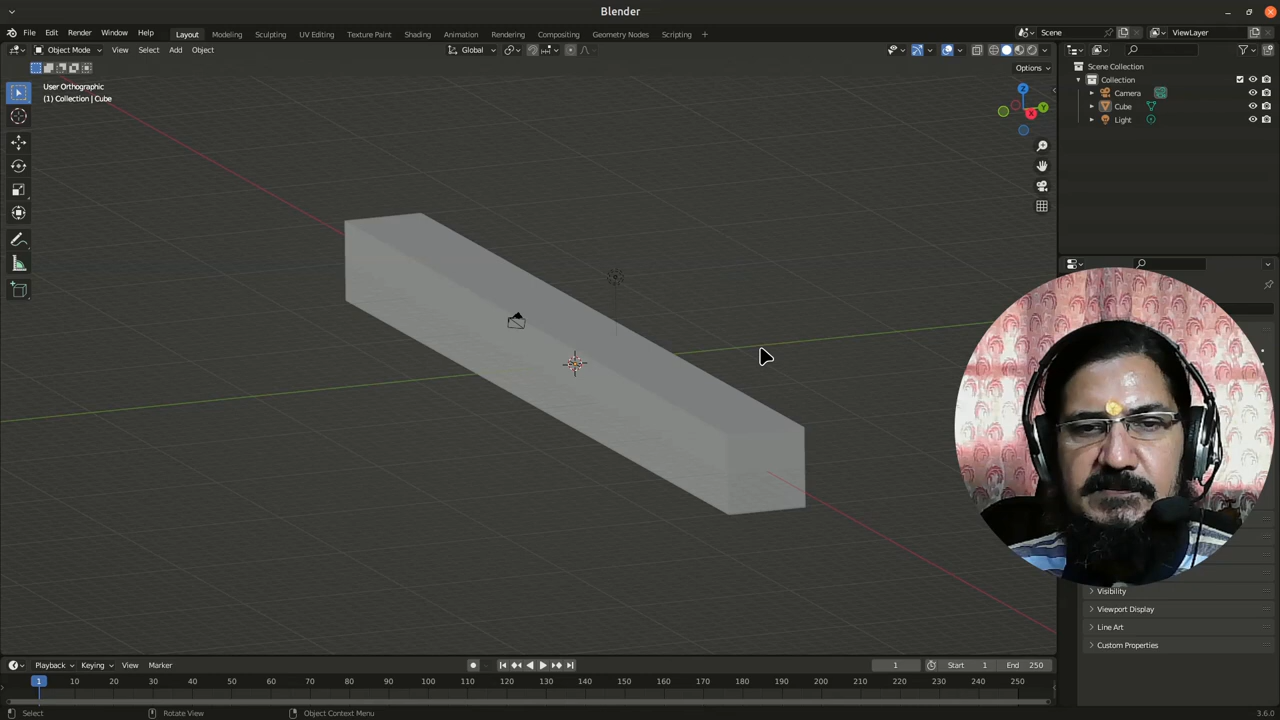 Blender
File Edit Render Window Help
Layout Modeling Sculpting UV Editing Texture Paint Shading Animation Rendering Compositing Geometry Nodes Scripting +
Scene
ViewLayer
Object Mode View Select Add Object
Global
Options
User Orthographic
(1) Collection | Cube
Z
Y
X
Scene Collection
Collection
Camera
Cube
Light
Visibility
Viewport Display
Line Art
Custom Properties
Playback Keying View Marker
1
Start 1
End 250
1 10 20 30 40 50 60 70 80 90 100 110 120 130 140 150 160 170 180 190 200 210 220 230 240 250
Select Rotate View Object Context Menu
3.6.0